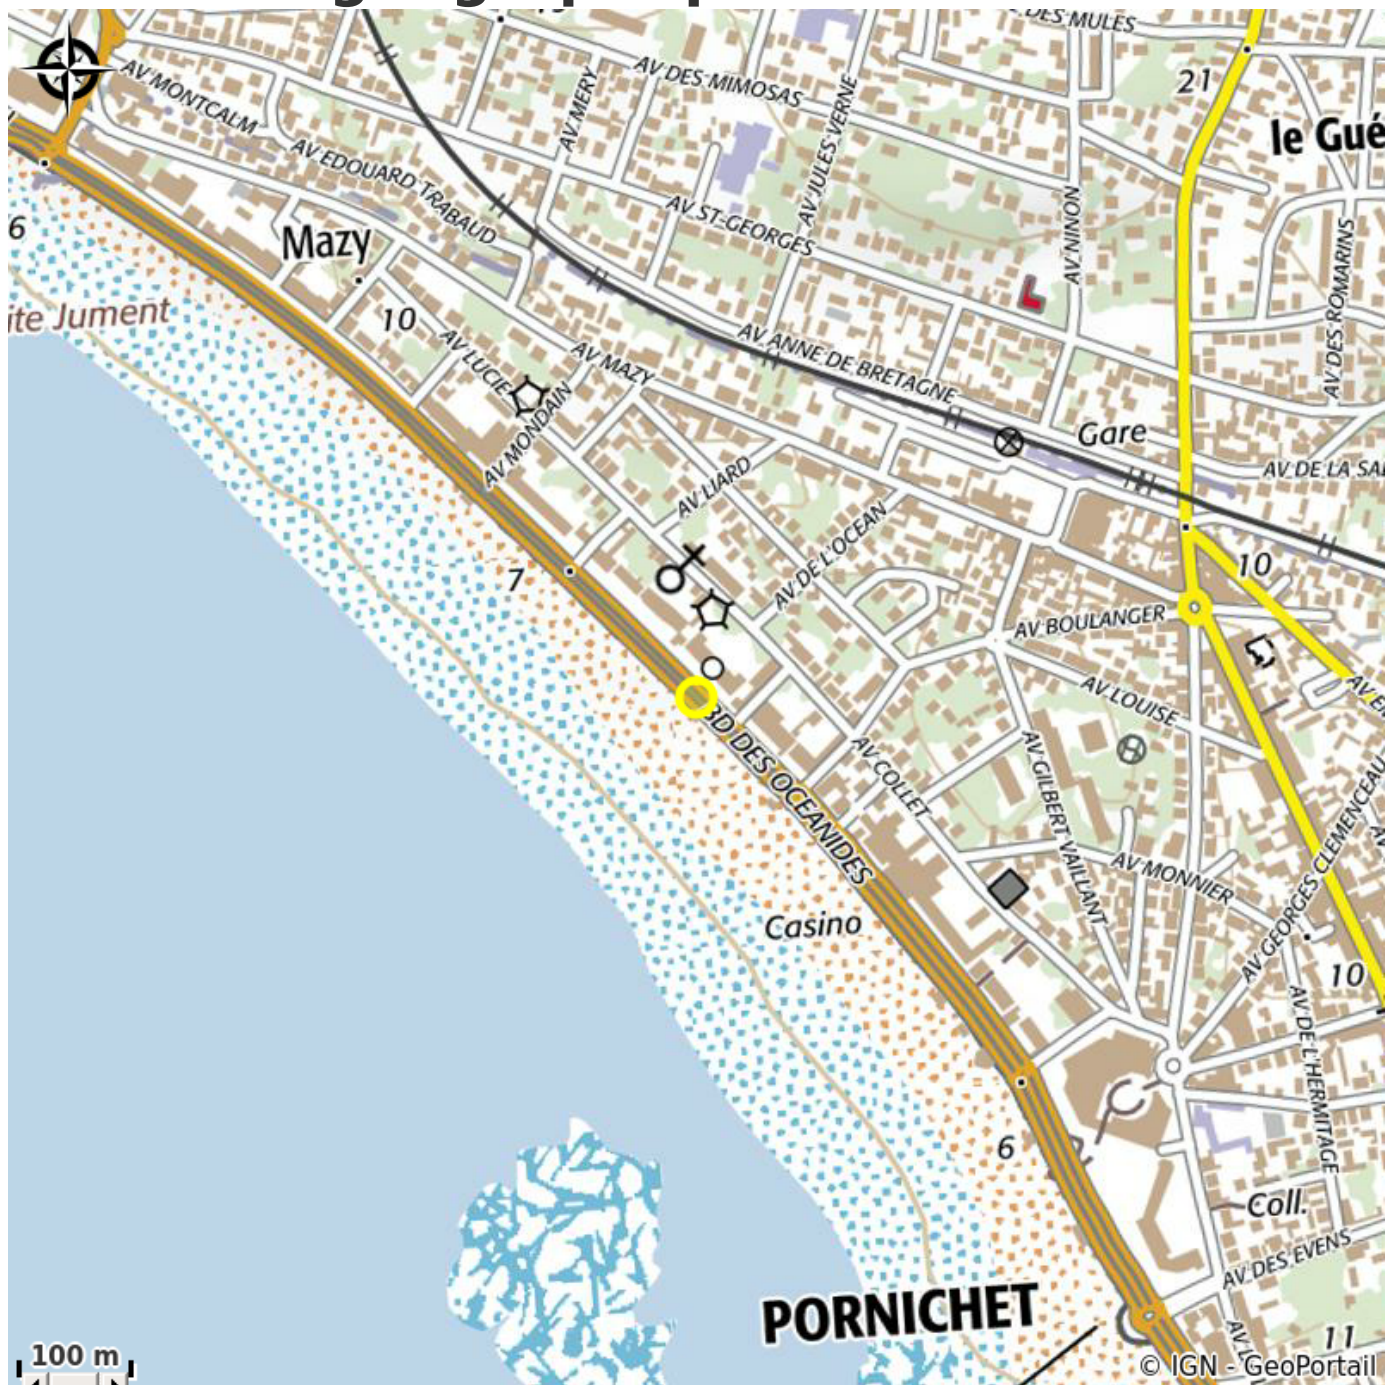 DES MULES
AV DES MIMOSAS
21
AV MONTCALM
AV MERY
AV JULES VERNE
le Gué
AV EDOUARD TRABAUD
AV ST-GEORGES
AV NINON
6
Mazy
AV DES ROMARINS
ite Jument
10
AV LUCIE
AV MAZY
AV ANNE DE BRETAGNE
AV MONDAIN
Gare
AV LIARD
AV DE LA SA
AV DE L'OCEAN
7
10
AV BOULANGER
AV LOUISE
BD DES OCEANIDES
AV COLLET
AV GILBERT VAILLANT
AV MONNIER
AV GEORGES CLEMENCEAU
Casino
10
AV DE L'HERMITAGE
6
Coll.
AV DES EVENS
PORNICHET
11
100 m
© IGN - GeoPortail